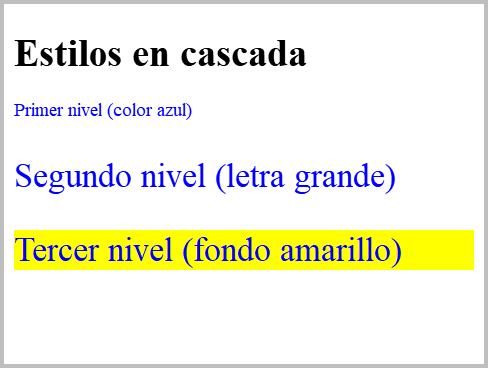 Estilos en cascada
Primer nivel (color azul)
Segundo nivel (letra grande)
Tercer nivel (fondo amarillo)